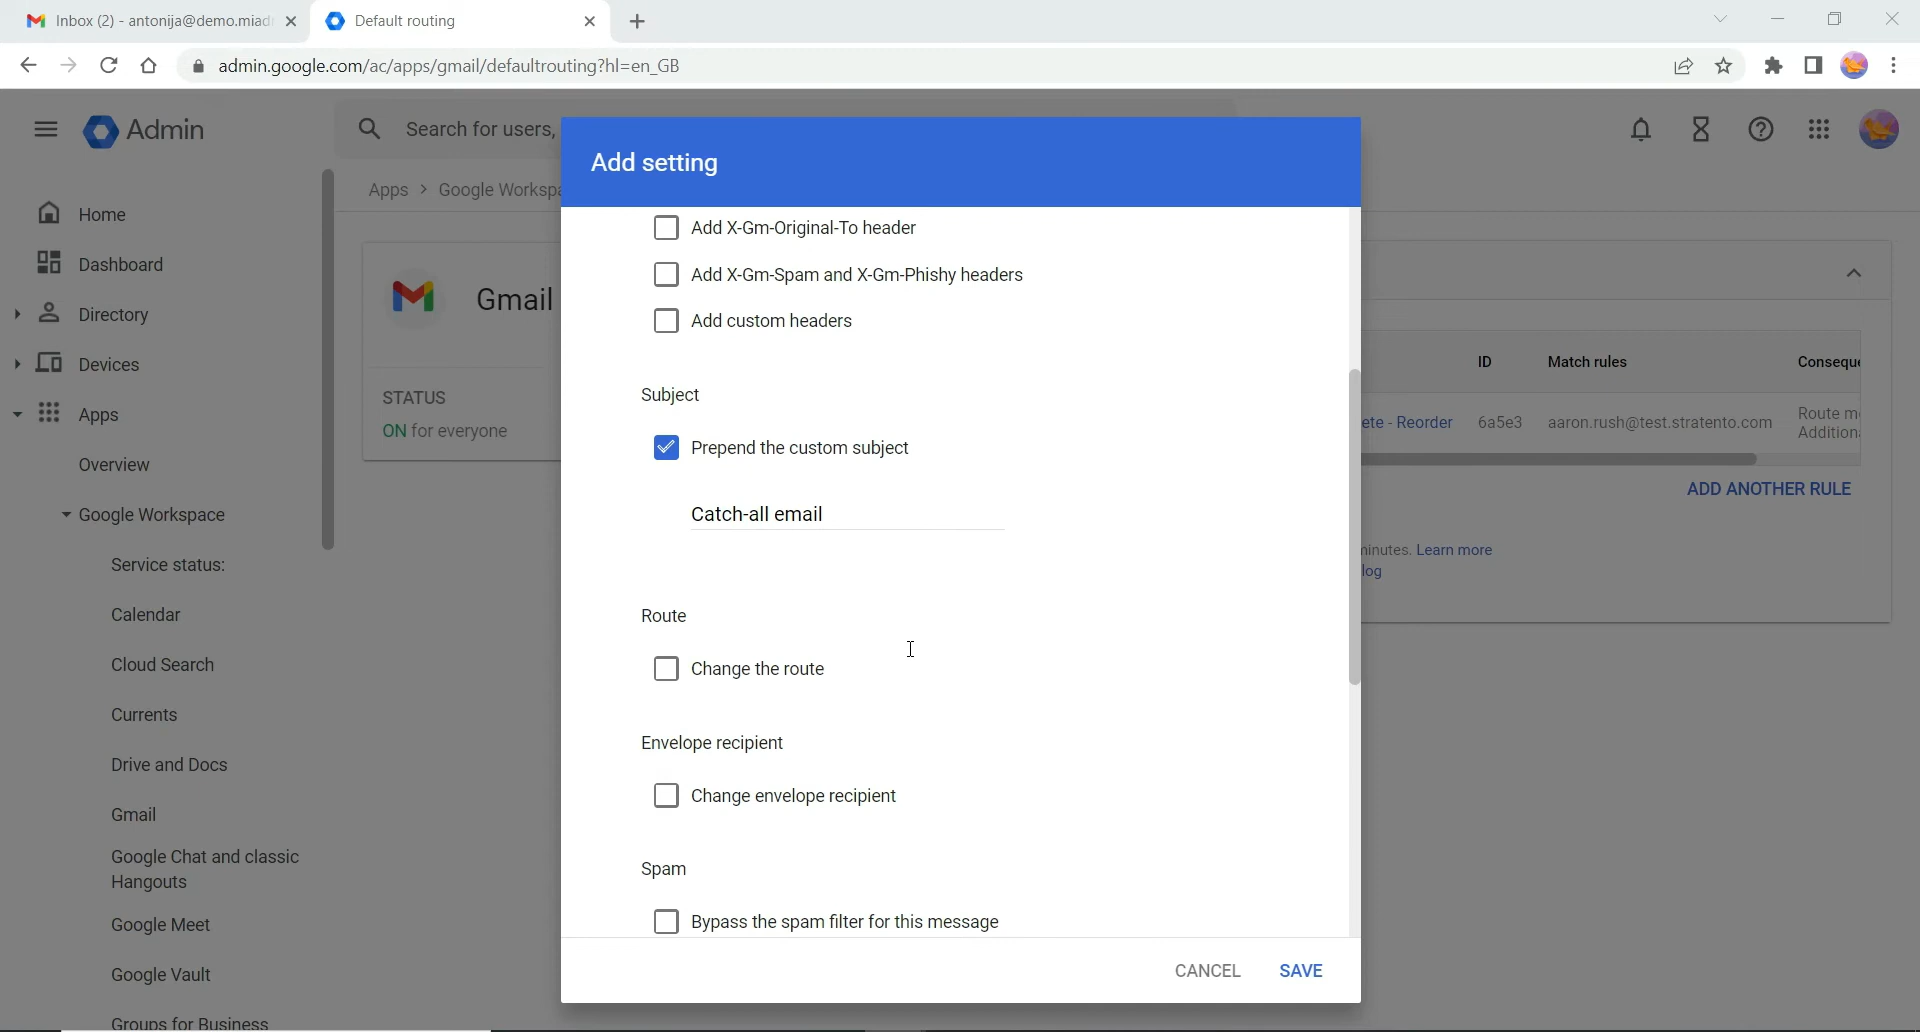 Inbox (2) - antonija@demo.miad
Default routing
admin.google.com/ac/apps/gmail/defaultrouting?hl=en_GB
Admin
Search for users,
Apps > Google Workspa
Home
Dashboard
Directory
Devices
Apps
Overview
Google Workspace
Service status:
Calendar
Cloud Search
Currents
Drive and Docs
Gmail
Google Chat and classic
Hangouts
Google Meet
Google Vault
Groups for Business
Gmail
STATUS
ON for everyone
Add setting
Add X-Gm-Original-To header
Add X-Gm-Spam and X-Gm-Phishy headers
Add custom headers
Subject
Prepend the custom subject
Catch-all email
Route
Change the route
Envelope recipient
Change envelope recipient
Spam
Bypass the spam filter for this message
CANCEL SAVE
ID Match rules Conseque
ete - Reorder 6a5e3 aaron.rush@test.stratento.com Route m
Addition
ADD ANOTHER RULE
minutes. Learn more
log